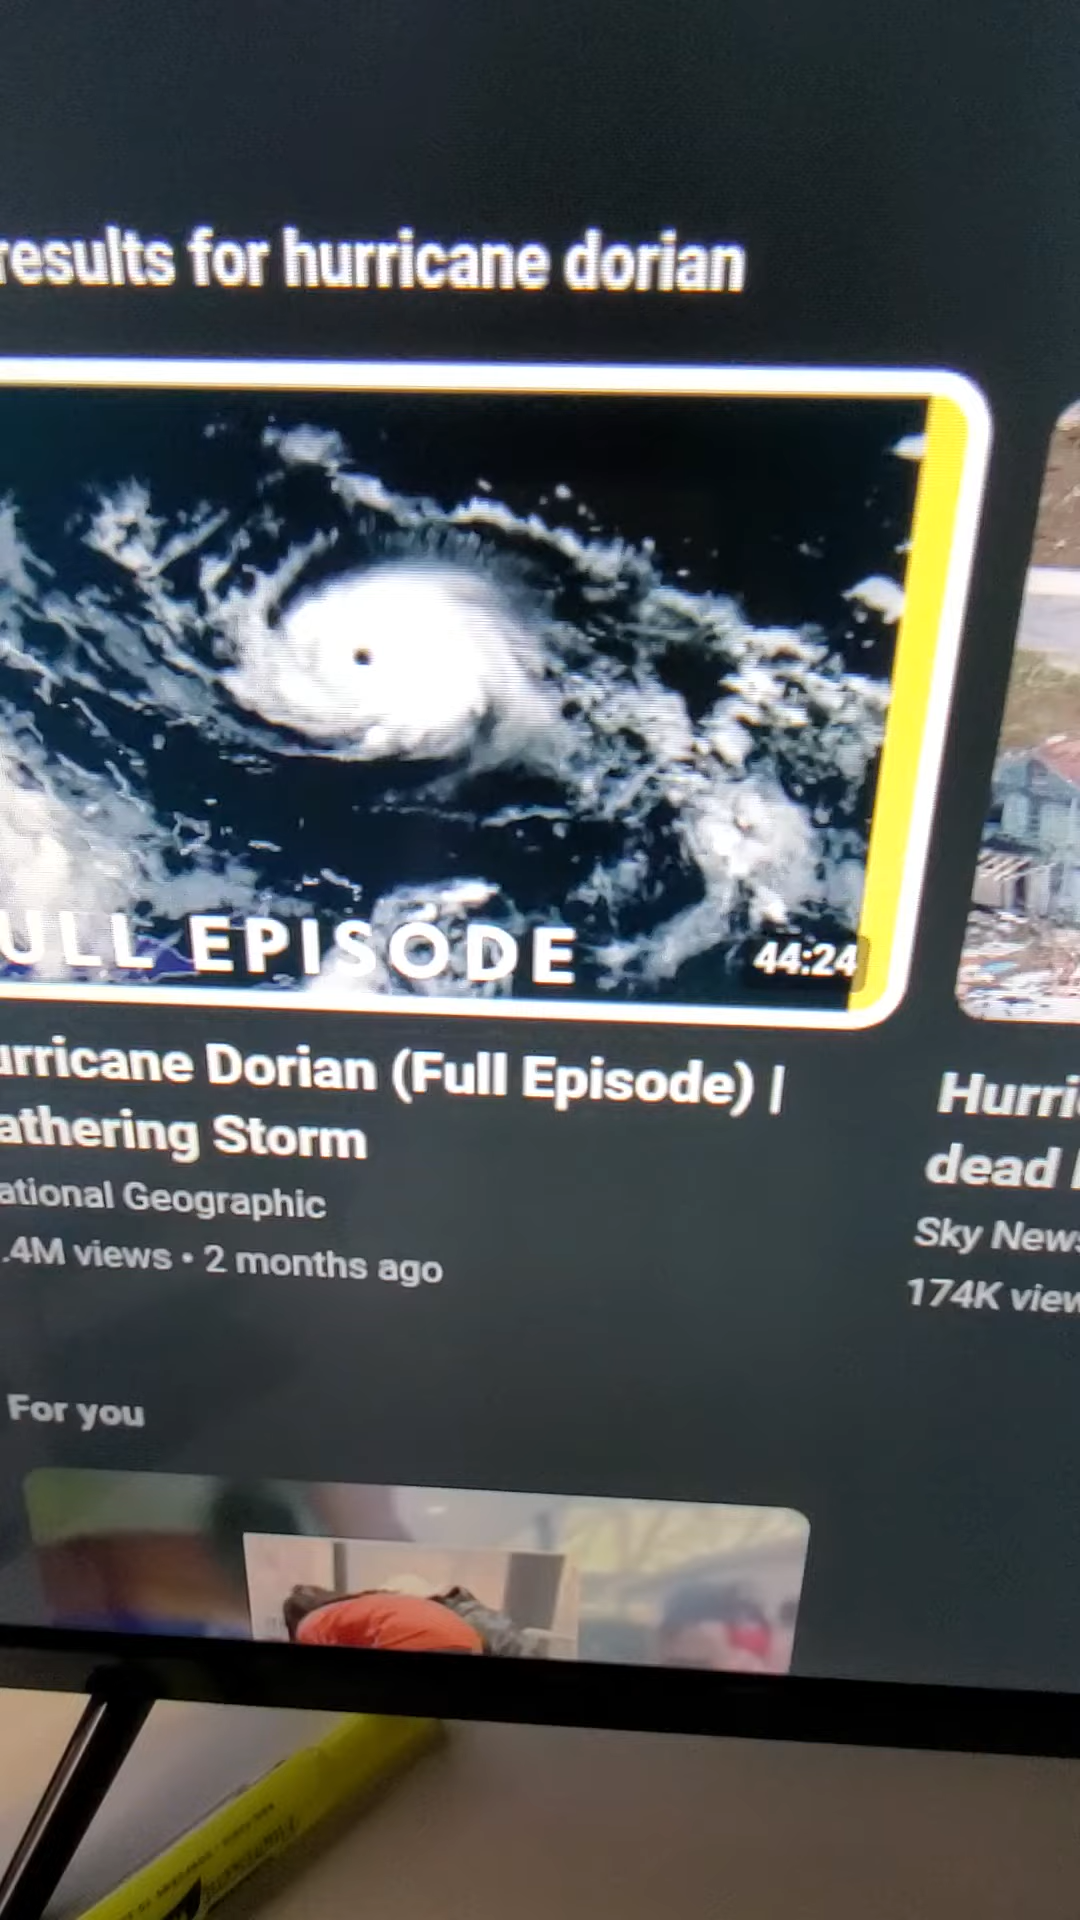 results for hurricane dorian
ULL EPISODE
44:24
urricane Dorian (Full Episode) |
athering Storm
ational Geographic
.4M views • 2 months ago
Hurri
dead
Sky News
174K view
For you